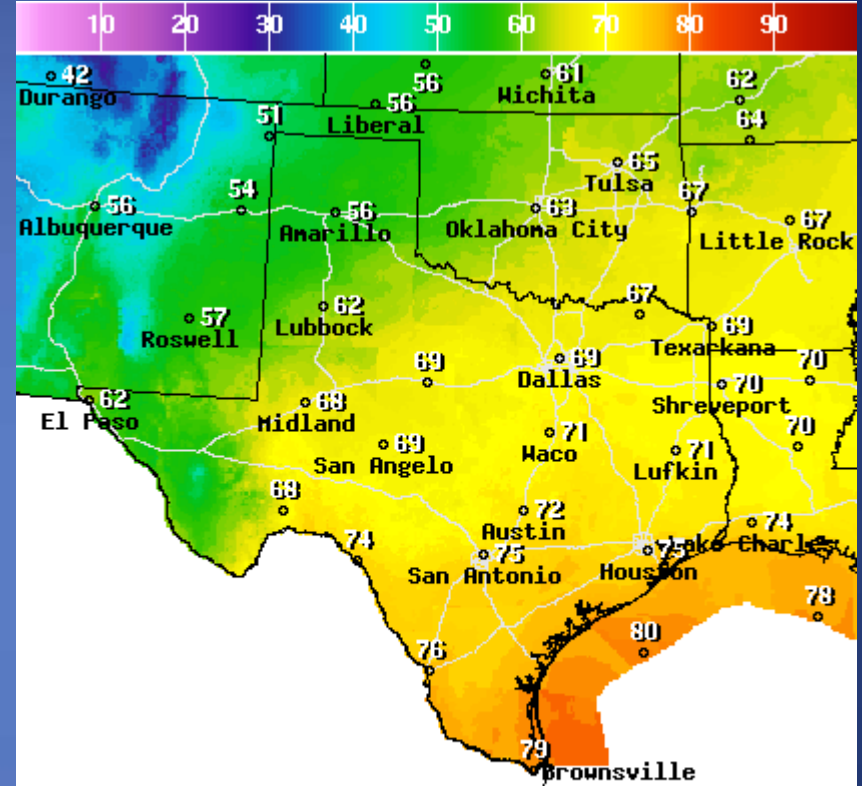 10 20 30 40 50 60 70 80 90
42
Durango
56
61
Wichita
62
56
Liberal
51
64
65
Tulsa
56
Albuquerque
54
56
Amarillo
63
Oklahoma City
67
67
Little Rock
57
Roswell
62
Lubbock
67
69
Texarkana
69
69
Dallas
70
Shreveport
70
62
El Paso
68
Midland
69
San Angelo
71
Waco
71
Lufkin
70
68
72
Austin
74
Lake Charles
74
75
San Antonio
75
Houston
78
76
80
79
Brownsville